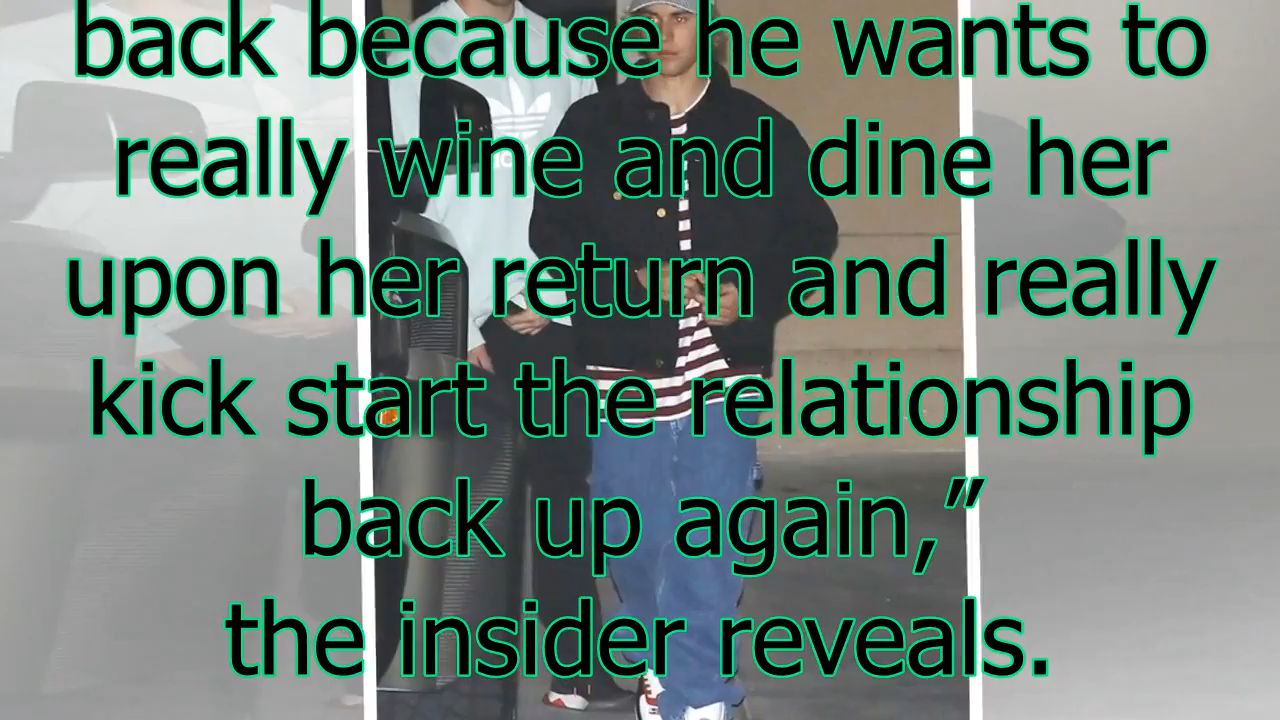 back because he wants to
really wine and dine her
upon her return and really
kick start the relationship
back up again,”
the insider reveals.